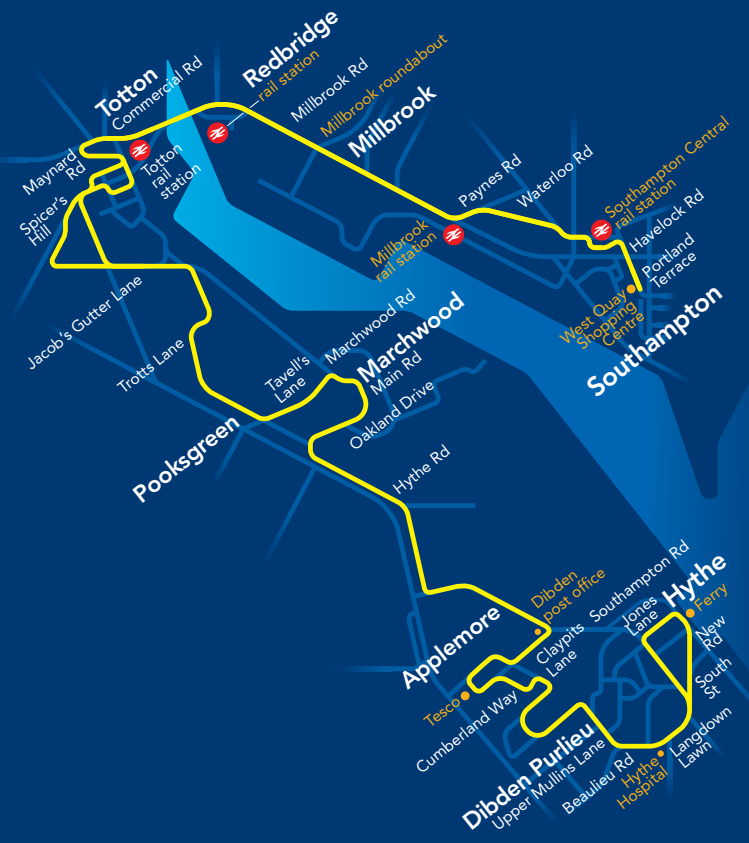 Redbridge
rail station
Totton
Commercial Rd
Millbrook Rd
Millbrook roundabout
Millbrook
Maynard
Rd
Totton
rail
station
Spicer's
Hill
Paynes Rd
Waterloo Rd
Southampton Central
rail station
Millbrook
rail station
Havelock Rd
Portland
Terrace
West Quay
Shopping
Centre
Southampton
Jacob's Gutter Lane
Trotts Lane
Tavell's
Lane
Marchwood Rd
Marchwood
Main Rd
Oakland Drive
Pooksgreen
Hythe Rd
Dibden
post office
Southampton Rd
Hythe
Jones
Lane
Ferry
New
Rd
Applemore
Claypits
Lane
South
St
Tesco
Cumberland Way
Dibden Purlieu
Upper Mullins Lane
Beaulieu Rd
Hythe
Hospital
Langdown
Lawn